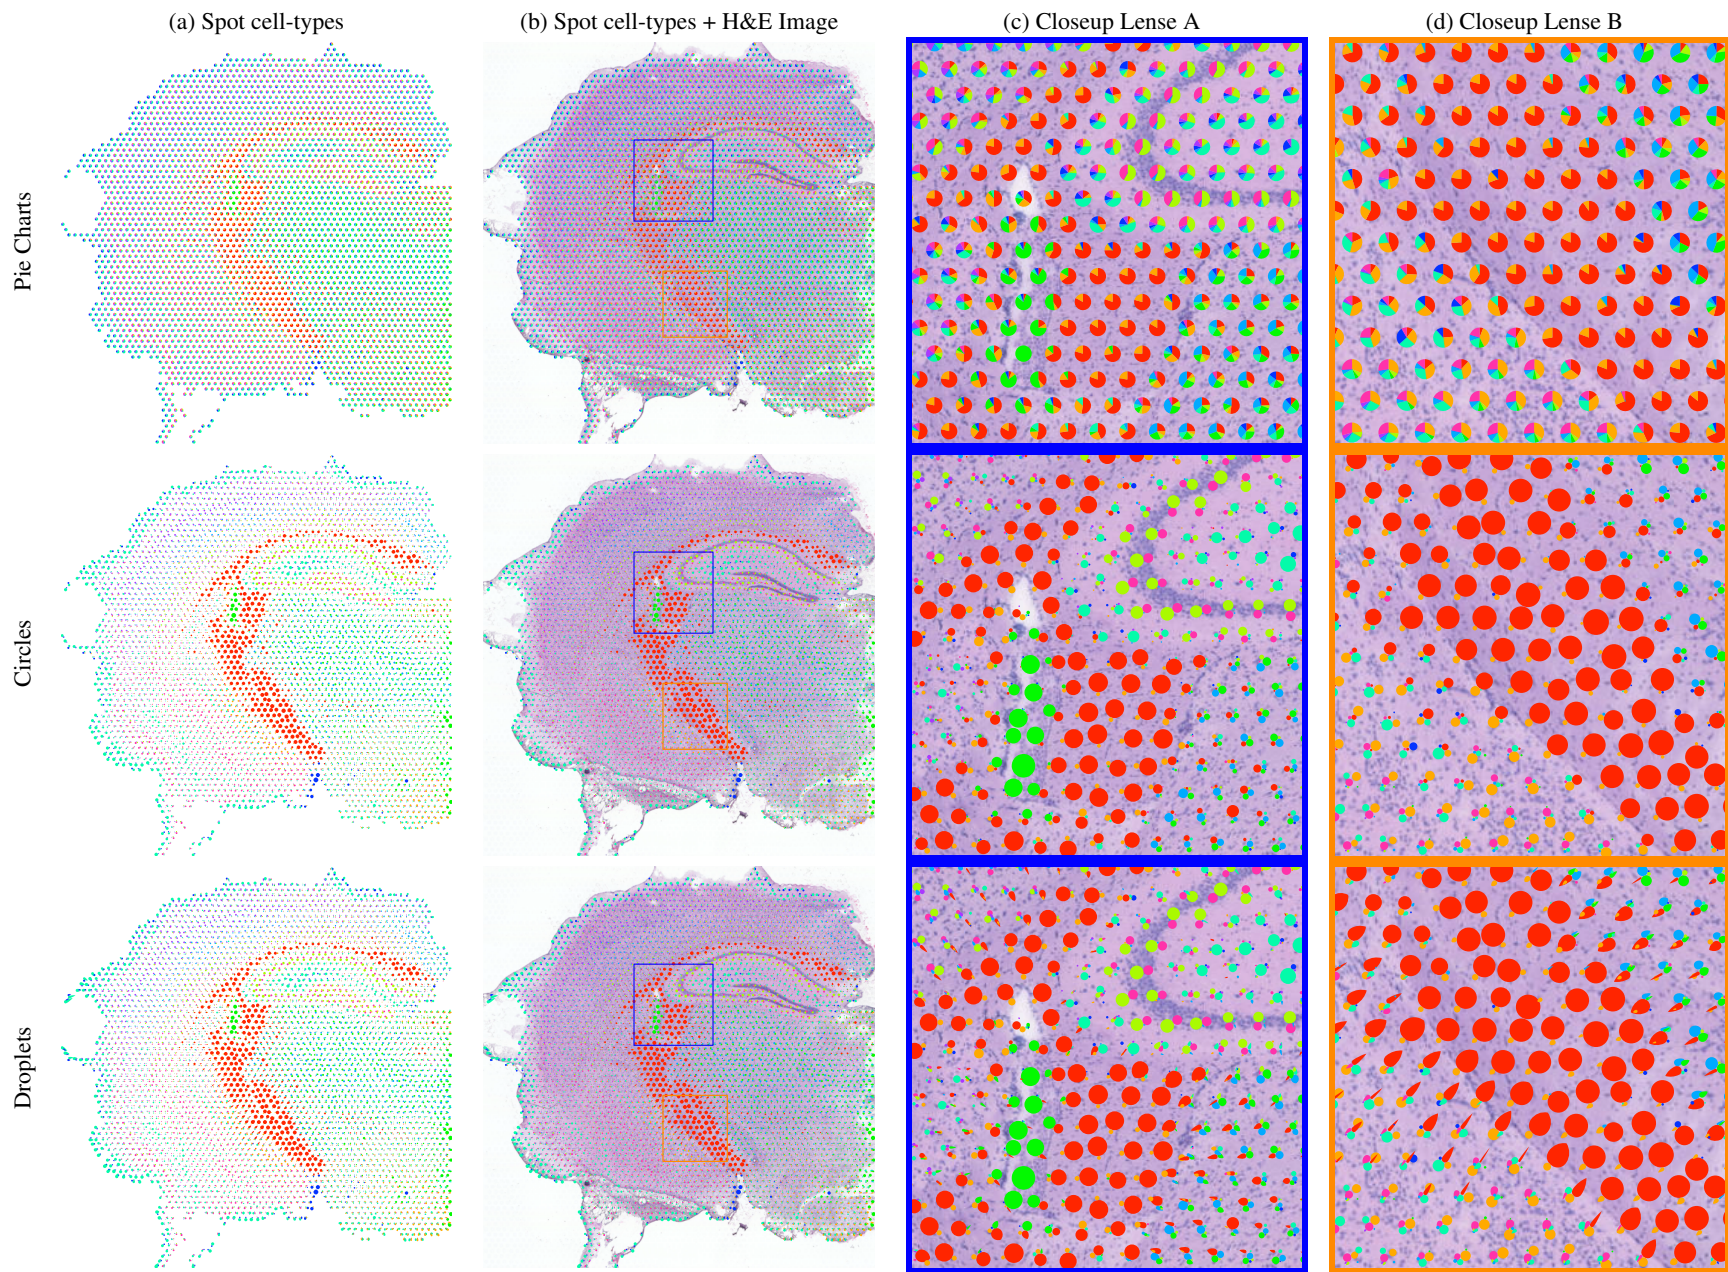 (a) Spot cell-types
(b) Spot cell-types + H&E Image
(c) Closeup Lense A
(d) Closeup Lense B
Pie Charts
Circles
Droplets